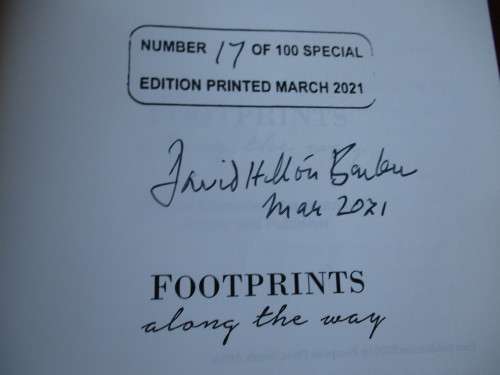 NUMBER 17 OF 100 SPECIAL
EDITION PRINTED MARCH 2021
David Hilton Barber
Mar 2021
FOOTPRINTS
along the way